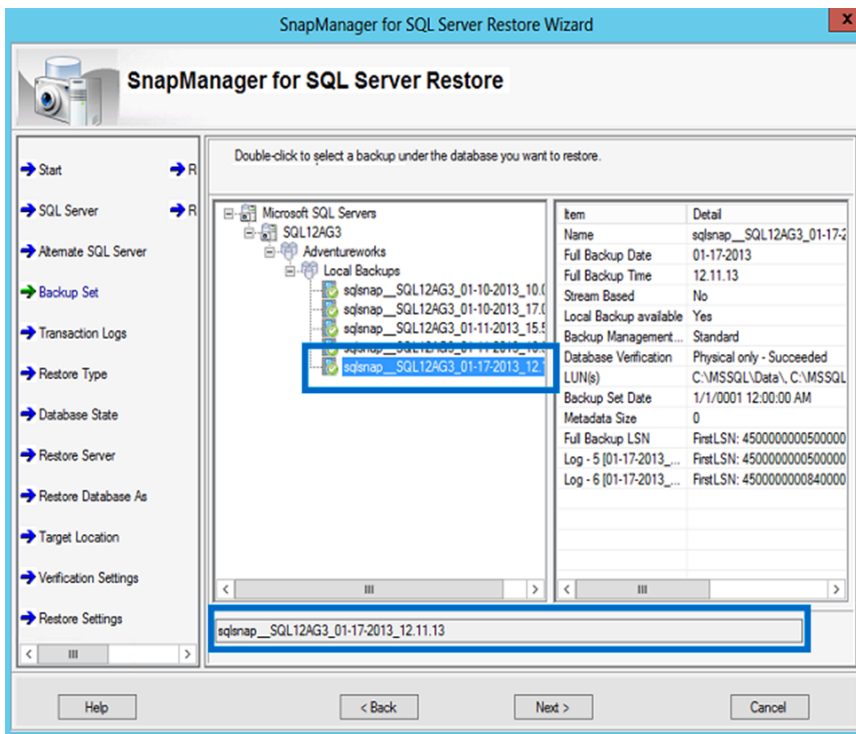 SnapManager for SQL Server Restore Wizard
x
SnapManager for SQL Server Restore
Start
R
SQL Server
R
Alternate SQL Server
Backup Set
Transaction Logs
Restore Type
Database State
Restore Server
Restore Database As
Target Location
Verification Settings
Restore Settings
Double-click to select a backup under the database you want to restore.
Microsoft SQL Servers
SQL12AG3
Adventureworks
Local Backups
sqlsnap__SQL12AG3_01-10-2013_10.0
sqlsnap__SQL12AG3_01-10-2013_17.0
sqlsnap__SQL12AG3_01-11-2013_15.5
sqlsnap__SQL12AG3_01-17-2013_12.1
Item Detail
Name sqlsnap__SQL12AG3_01-17-2
Full Backup Date 01-17-2013
Full Backup Time 12.11.13
Stream Based No
Local Backup available Yes
Backup Management... Standard
Database Verification Physical only - Succeeded
LUN(s) C:\MSSQL\Data\, C:\MSSQL
Backup Set Date 1/1/0001 12:00:00 AM
Metadata Size 0
Full Backup LSN FirstLSN: 4500000000500000
Log - 5 [01-17-2013_... FirstLSN: 4500000000500000
Log - 6 [01-17-2013_... FirstLSN: 4500000000840000
sqlsnap__SQL12AG3_01-17-2013_12.11.13
Help
< Back
Next >
Cancel